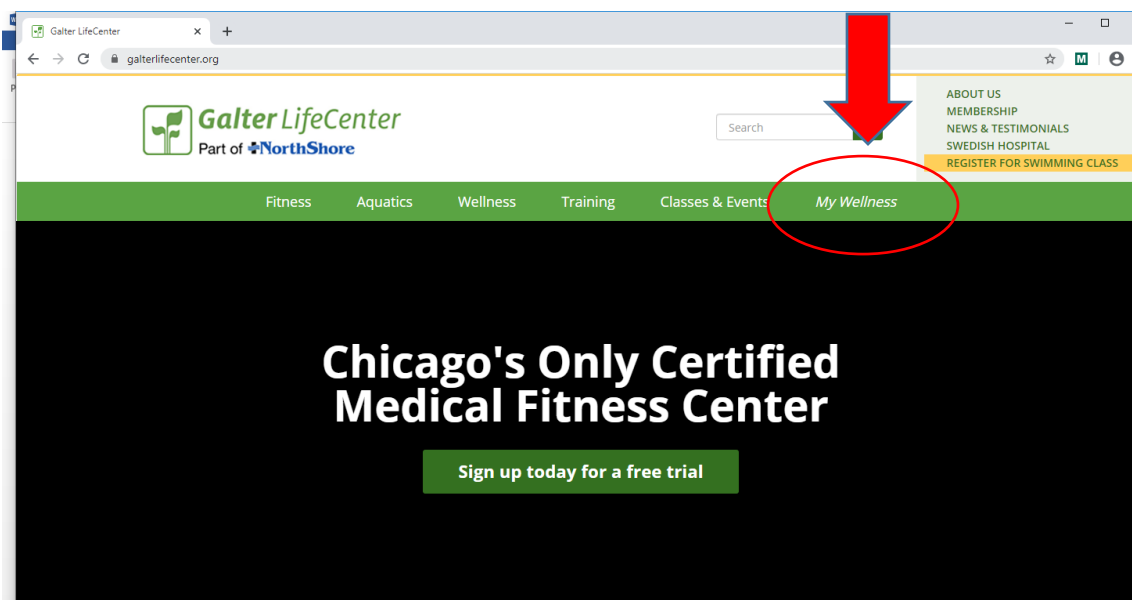 Galter LifeCenter
galterlifecenter.org
Galter LifeCenter
Part of NorthShore
Search
ABOUT US
MEMBERSHIP
NEWS & TESTIMONIALS
SWEDISH HOSPITAL
REGISTER FOR SWIMMING CLASS
Fitness Aquatics Wellness Training Classes & Events My Wellness
Chicago's Only Certified
Medical Fitness Center
Sign up today for a free trial